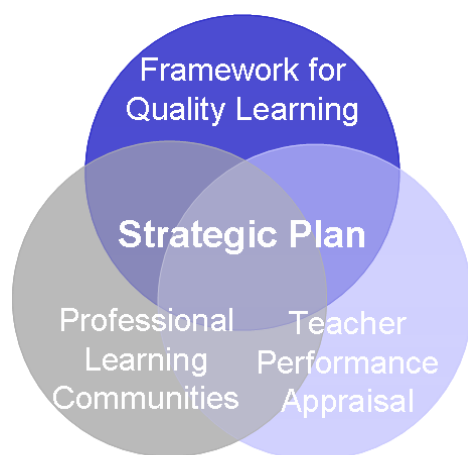 Framework for
Quality Learning
Strategic Plan
Professional
Learning
Communities
Teacher
Performance
Appraisal